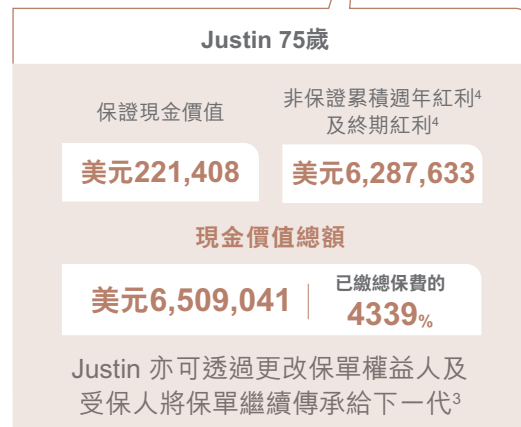 Justin 75歲
保證現金價值
非保證累積週年紅利⁴
及終期紅利⁴
美元221,408
美元6,287,633
現金價值總額
美元6,509,041
已繳總保費的
4339%
Justin 亦可透過更改保單權益人及
受保人將保單繼續傳承給下一代³